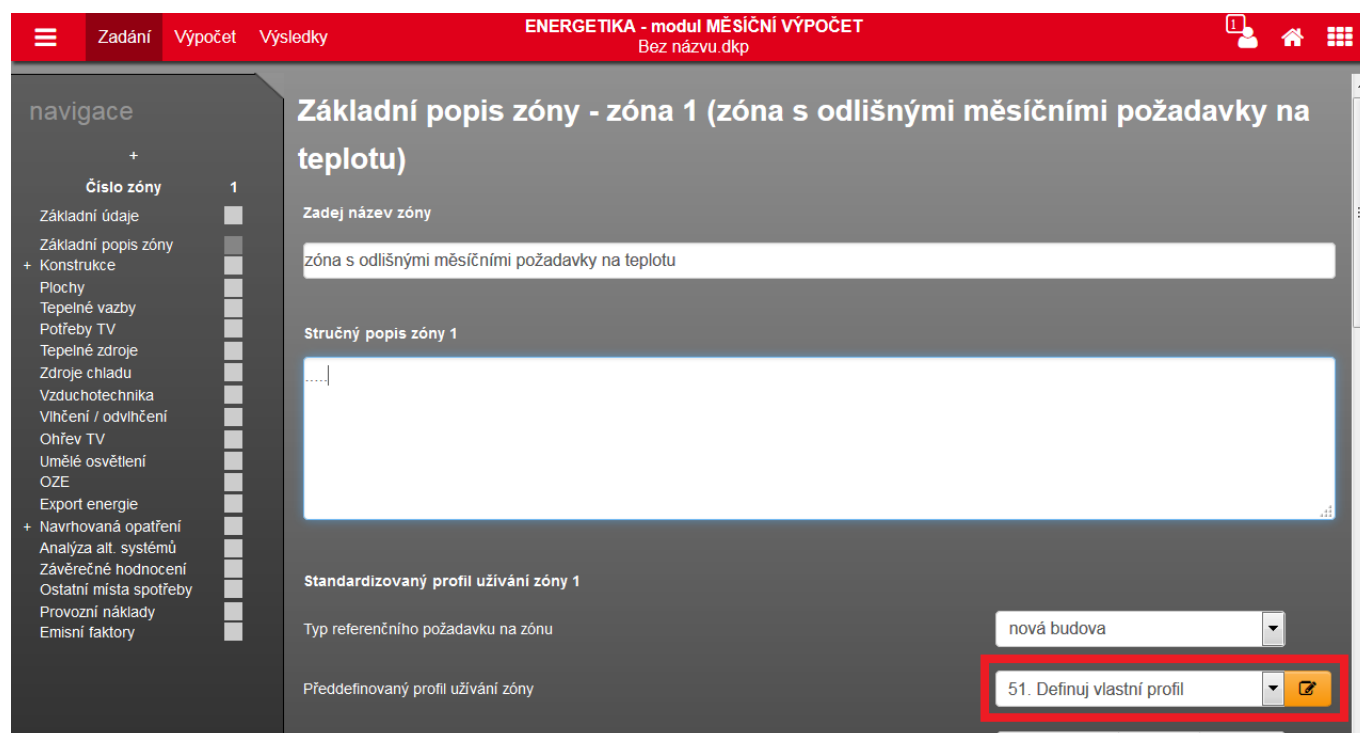 Zadání Výpočet Výsledky
ENERGETIKA - modul MĚSÍČNÍ VÝPOČET
Bez názvu.dkp
1
navigace
+
Číslo zóny 1
Základní údaje
Základní popis zóny
+ Konstrukce
Plochy
Tepelné vazby
Potřeby TV
Tepelné zdroje
Zdroje chladu
Vzduchotechnika
Vlhčení / odvlhčení
Ohřev TV
Umělé osvětlení
OZE
Export energie
+ Navrhovaná opatření
Analýza alt. systémů
Závěrečné hodnocení
Ostatní místa spotřeby
Provozní náklady
Emisní faktory
Základní popis zóny - zóna 1 (zóna s odlišnými měsíčními požadavky na
teplotu)
Zadej název zóny
zóna s odlišnými měsíčními požadavky na teplotu
Stručný popis zóny 1
.....
Standardizovaný profil užívání zóny 1
Typ referenčního požadavku na zónu
nová budova
Předdefinovaný profil užívání zóny
51. Definuj vlastní profil